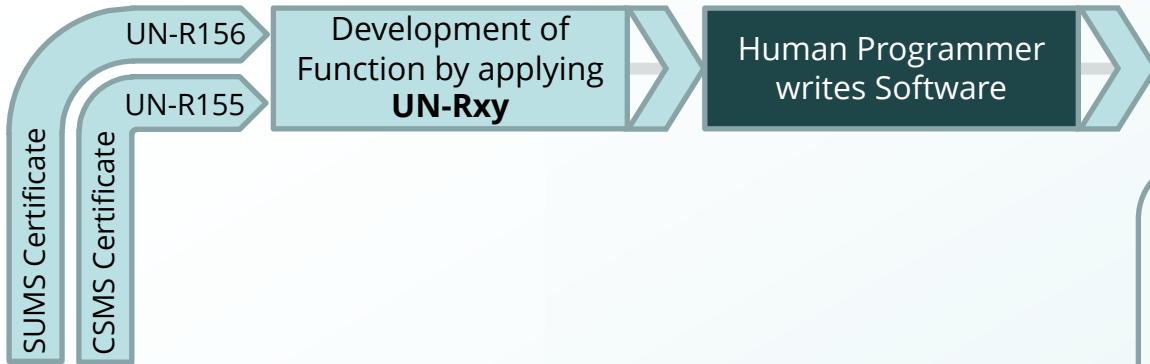 UN-R156
UN-R155
SUMS Certificate
CSMS Certificate
Development of
Function by applying
UN-Rxy
Human Programmer
writes Software